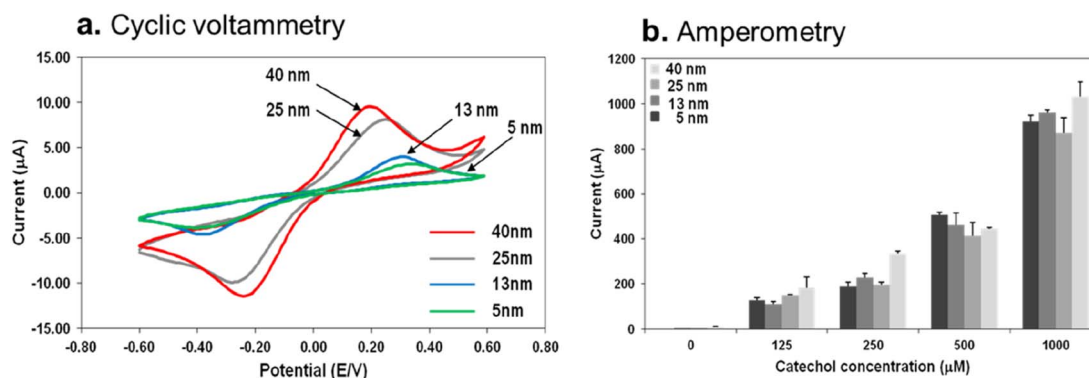 a. Cyclic voltammetry
15.00
10.00
5.00
0.00
-5.00
-10.00
-15.00
Current (µA)
40 nm
25 nm
13 nm
5 nm
40nm
25nm
13nm
5nm
-0.80 -0.60 -0.40 -0.20 0.00 0.20 0.40 0.60 0.80
Potential (E/V)
b. Amperometry
1200
1000
800
600
400
200
0
Current (µA)
40 nm
25 nm
13 nm
5 nm
0 125 250 500 1000
Catechol concentration (µM)